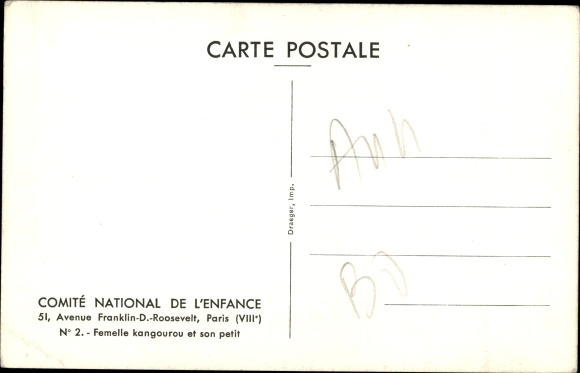 CARTE POSTALE
Draeger, Imp.
COMITÉ NATIONAL DE L'ENFANCE
51, Avenue Franklin-D.-Roosevelt, Paris (VIIIe)
N° 2. - Femelle kangourou et son petit